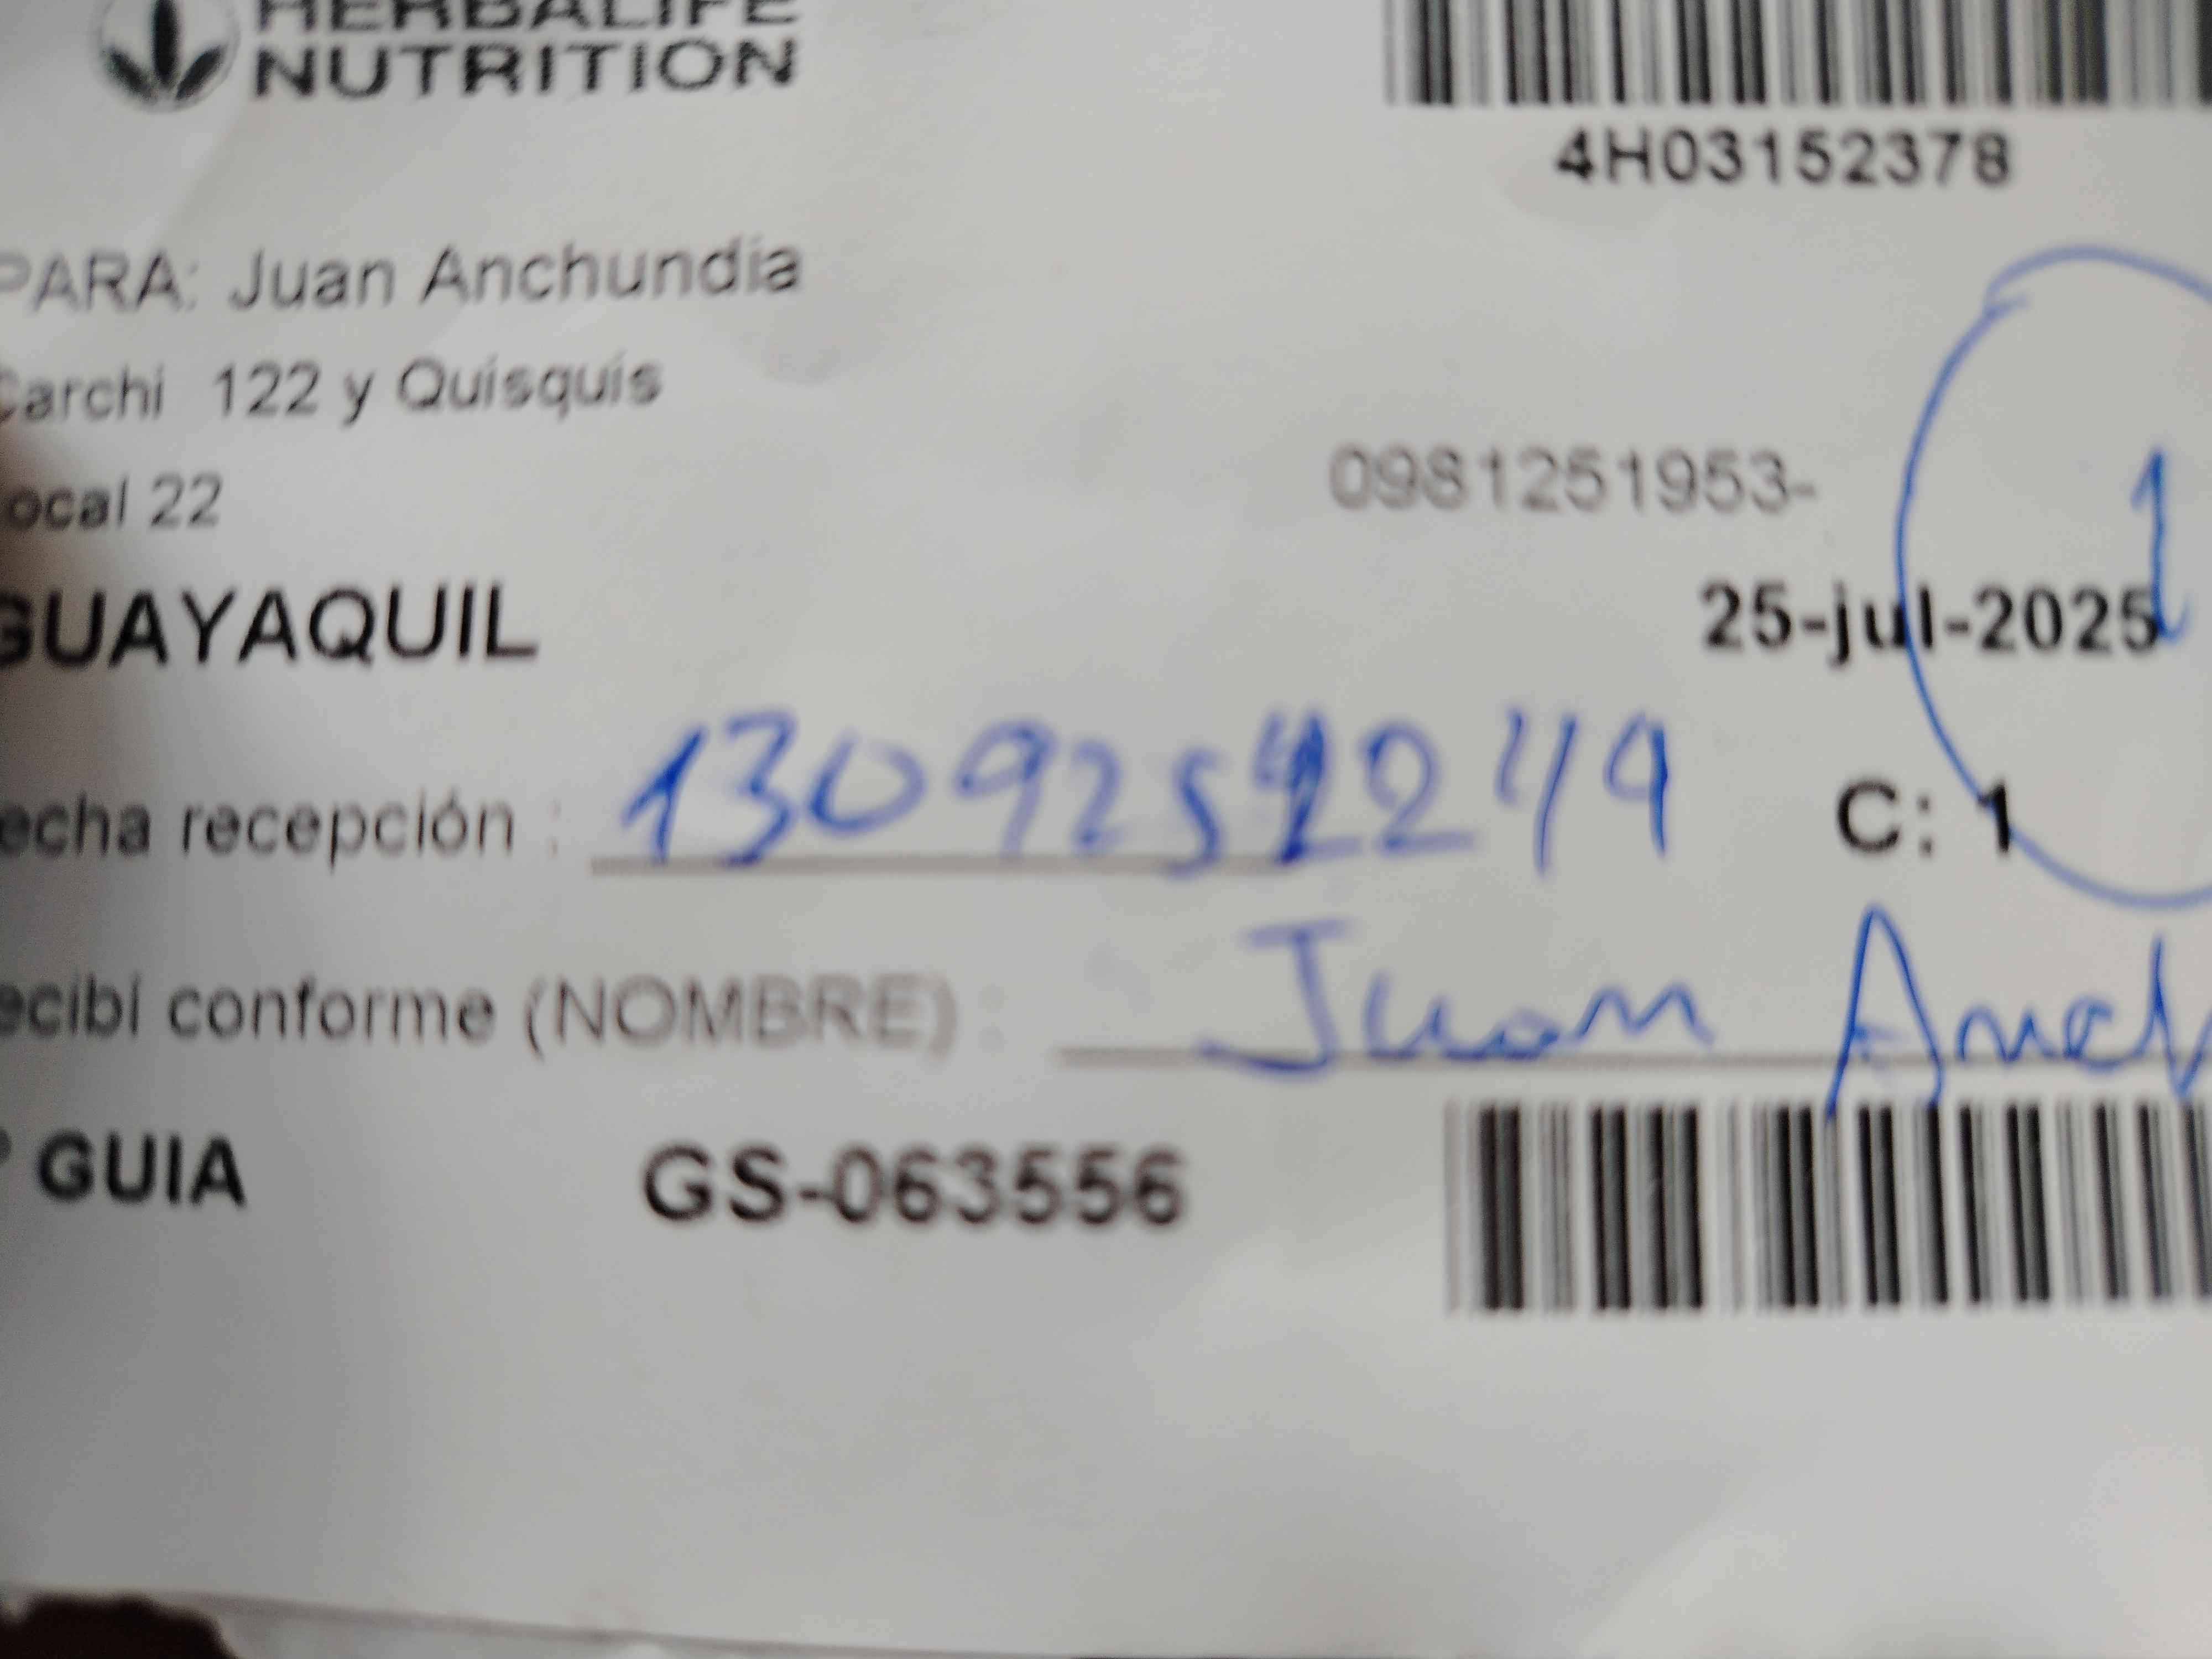 HERBALIFE
NUTRITION
4H03152378
PARA: Juan Anchundia
Carchi 122 y Quisquis
ocal 22
0981251953-
1
GUAYAQUIL
25-jul-2025
echa recepción :
C: 1
ecibí conforme (NOMBRE) : Juan
GUIA GS-063556